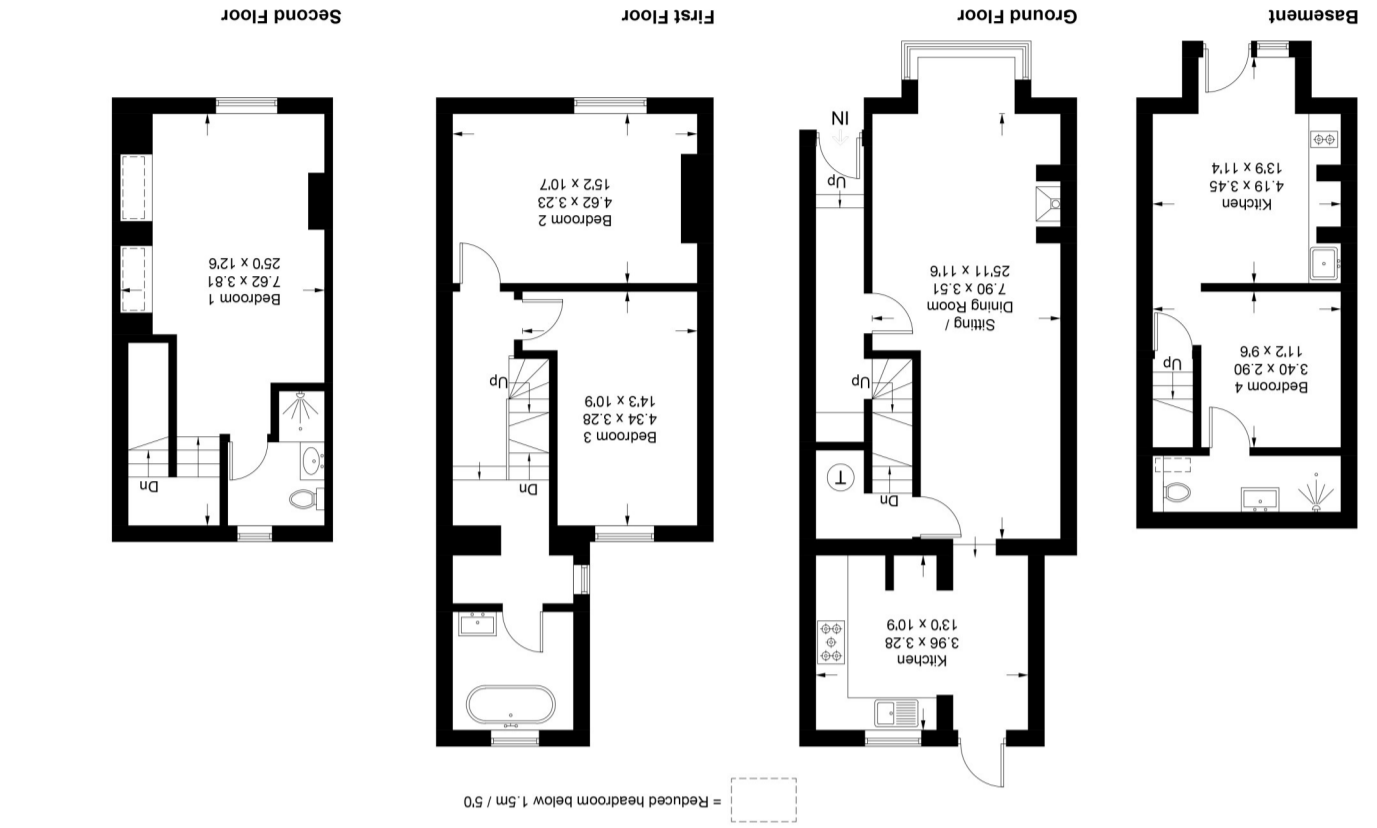 = Reduced headroom below 1.5m / 5'0
Kitchen
3.96 x 3.28
13'0 x 10'9
T
Dn
Up
Sitting /
Dining Room
7.90 x 3.51
25'11 x 11'6
Up
IN
Ground Floor
Bedroom 4
3.40 x 2.90
11'2 x 9'6
Up
Kitchen
4.19 x 3.45
13'9 x 11'4
Basement
Dn
Up
Bedroom 3
4.34 x 3.28
14'3 x 10'9
Bedroom 2
4.62 x 3.23
15'2 x 10'7
First Floor
Dn
Bedroom 1
7.62 x 3.81
25'0 x 12'6
Second Floor